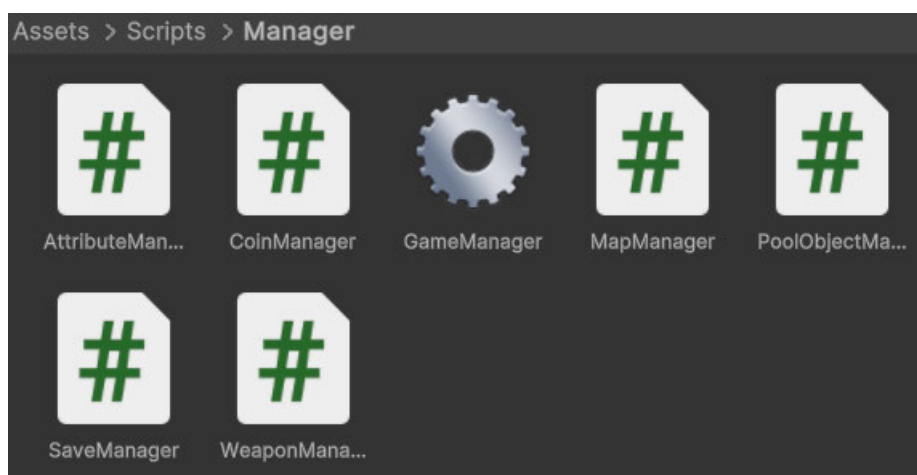 Assets > Scripts > Manager
AttributeMan... CoinManager GameManager MapManager PoolObjectMa...
SaveManager WeaponMana...